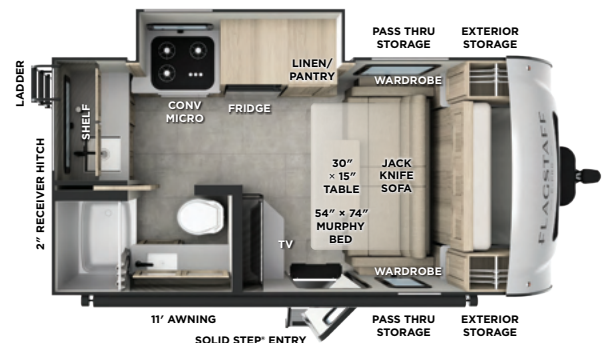 PASS THRU
STORAGE
EXTERIOR
STORAGE
LINEN/
PANTRY
WARDROBE
LADDER
SHELF
CONV
MICRO
FRIDGE
30"
× 15"
TABLE
JACK
KNIFE
SOFA
54" × 74"
MURPHY
BED
FLAGSTAFF
2" RECEIVER HITCH
TV
WARDROBE
11' AWNING
SOLID STEP® ENTRY
PASS THRU
STORAGE
EXTERIOR
STORAGE